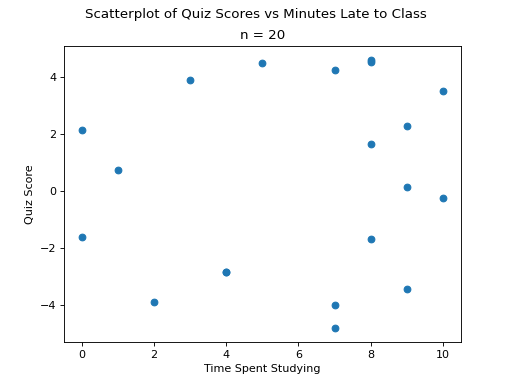 Scatterplot of Quiz Scores vs Minutes Late to Class
n = 20
4
2
0
−2
−4
Quiz Score
0 2 4 6 8 10
Time Spent Studying